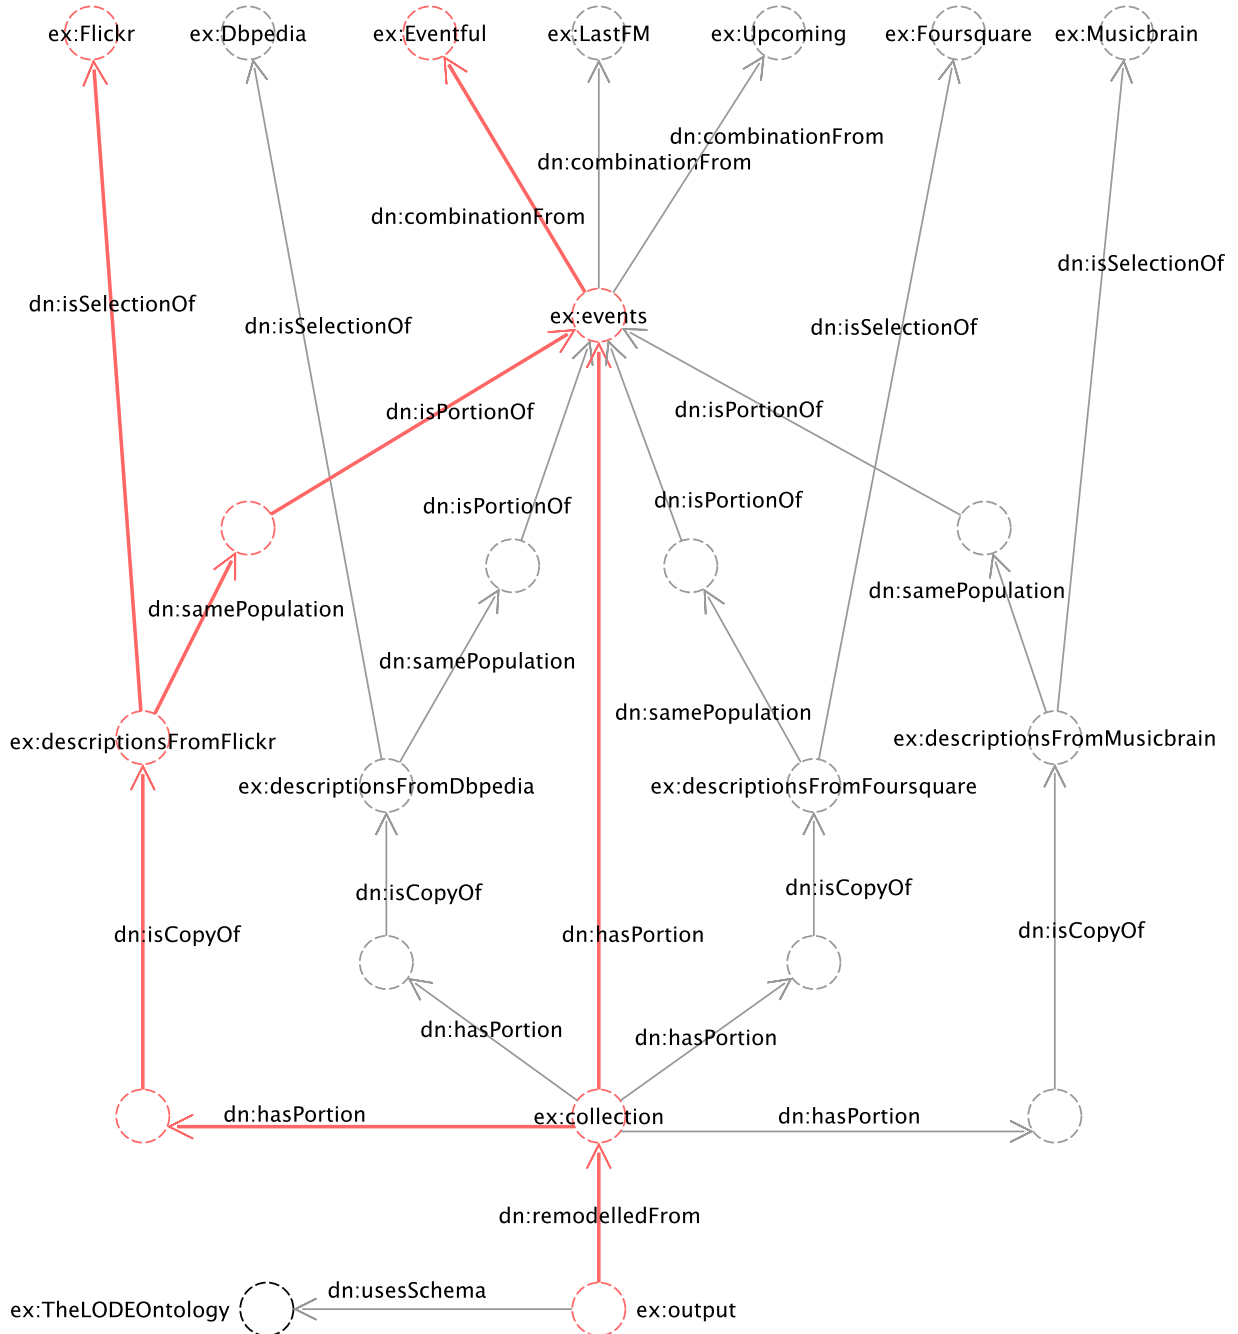 ex:Flickr
ex:Dbpedia
ex:Eventful
ex:LastFM
ex:Upcoming
ex:Foursquare
ex:Musicbrain
dn:combinationFrom
dn:combinationFrom
dn:combinationFrom
dn:isSelectionOf
dn:isSelectionOf
dn:isSelectionOf
dn:isSelectionOf
ex:events
dn:isPortionOf
dn:isPortionOf
dn:isPortionOf
dn:isPortionOf
dn:samePopulation
dn:samePopulation
dn:samePopulation
dn:samePopulation
ex:descriptionsFromFlickr
ex:descriptionsFromMusicbrain
ex:descriptionsFromDbpedia
ex:descriptionsFromFoursquare
dn:isCopyOf
dn:isCopyOf
dn:isCopyOf
dn:hasPortion
dn:isCopyOf
dn:hasPortion
dn:hasPortion
dn:hasPortion
ex:collection
dn:hasPortion
dn:remodelledFrom
dn:usesSchema
ex:TheLODEOntology
ex:output